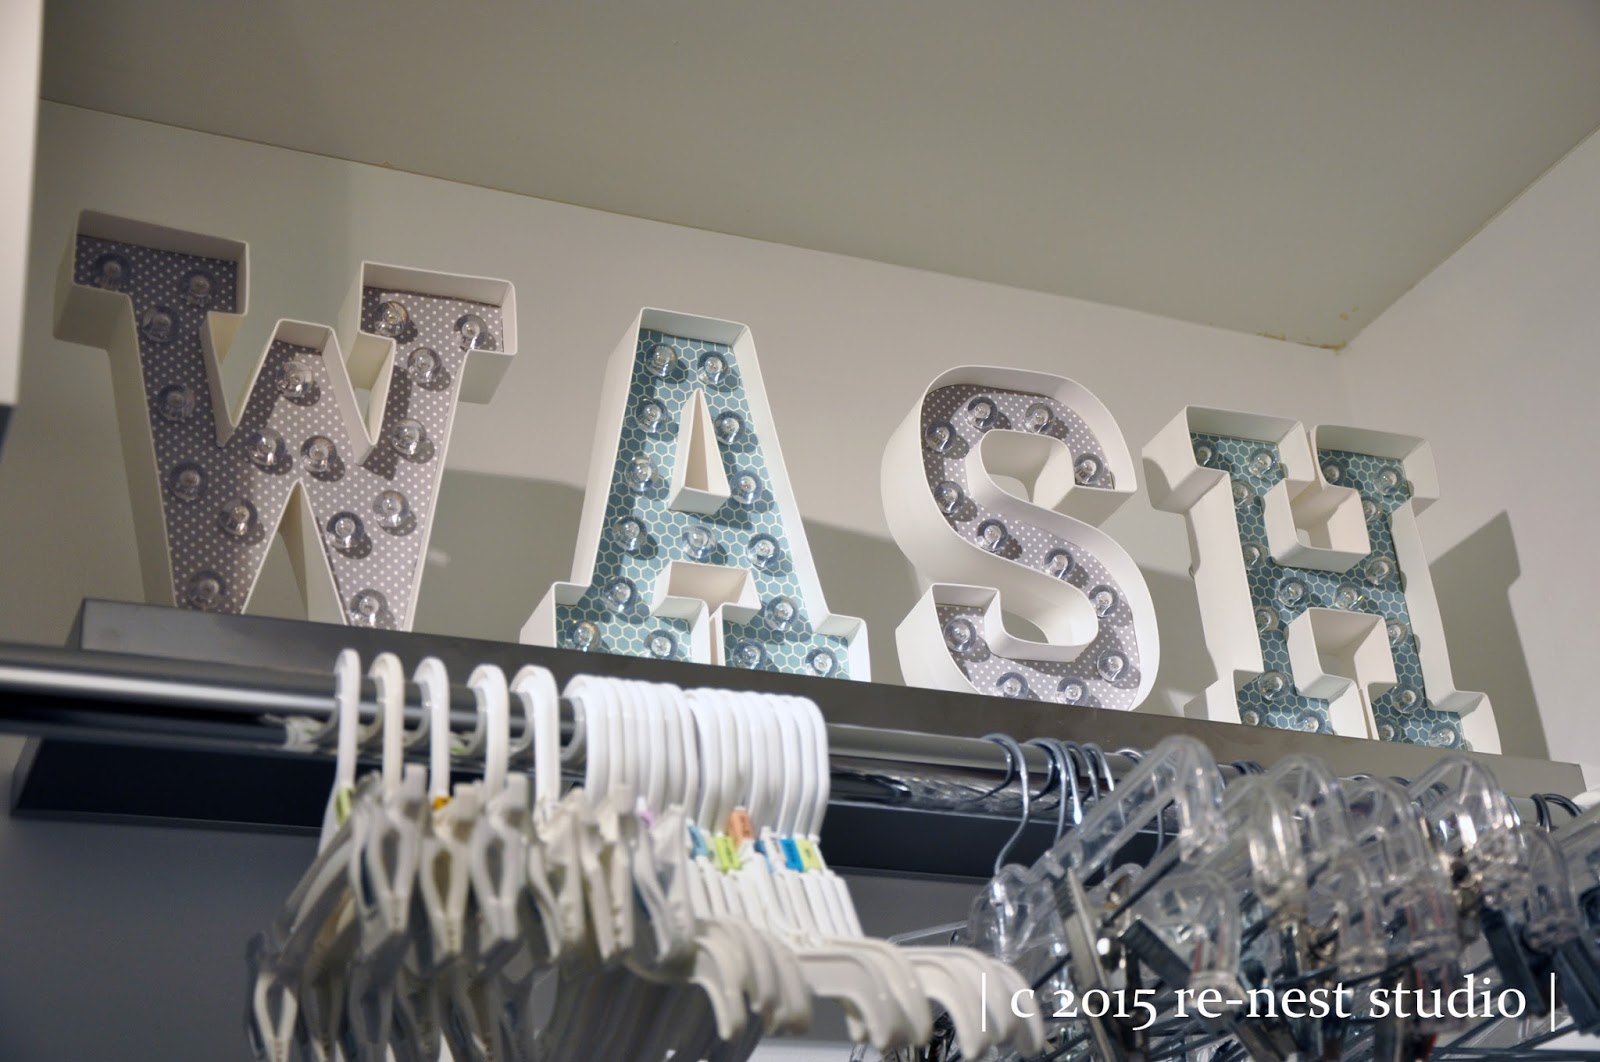 WASH
| c 2015 re-nest studio |